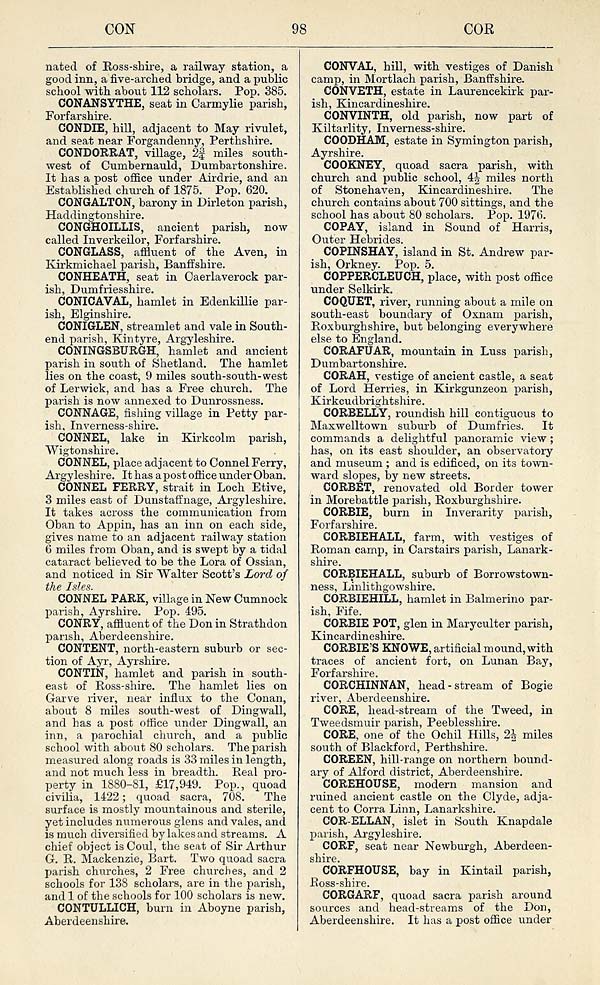 CON 98 COR
nated of Ross-shire, a railway station, a
good inn, a five-arched bridge, and a public
school with about 112 scholars. Pop. 385.
CONANSYTHE, seat in Carmylie parish,
Forfarshire.
CONDIE, hill, adjacent to May rivulet,
and seat near Forgandenny, Perthshire.
CONDORRAT, village, 2¾ miles south-
west of Cumbernauld, Dumbartonshire.
It has a post office under Airdrie, and an
Established church of 1875. Pop. 620.
CONGALTON, barony in Dirleton parish,
Haddingtonshire.
CONGHOILLIS, ancient parish, now
called Inverkeilor, Forfarshire.
CONGLASS, affluent of the Aven, in
Kirkmichael parish, Banffshire.
CONHEATH, seat in Caerlaverock par-
ish, Dumfriesshire.
CONICAVAL, hamlet in Edenkillie par-
ish, Elginshire.
CONIGLEN, streamlet and vale in South-
end parish, Kintyre, Argyleshire.
CONINGSBURGH, hamlet and ancient
parish in south of Shetland. The hamlet
lies on the coast, 9 miles south-south-west
of Lerwick, and has a Free church. The
parish is now annexed to Dunrossness.
CONNAGE, fishing village in Petty par-
ish, Inverness-shire.
CONNEL, lake in Kirkcolm parish,
Wigtonshire.
CONNEL, place adjacent to Connel Ferry,
Argyleshire. It has a post office under Oban.
CONNEL FERRY, strait in Loch Etive,
3 miles east of Dunstaffnage, Argyleshire.
It takes across the communication from
Oban to Appin, has an inn on each side,
gives name to an adjacent railway station
6 miles from Oban, and is swept by a tidal
cataract believed to be the Lora of Ossian,
and noticed in Sir Walter Scott's Lord of
the Isles.
CONNEL PARK, village in New Cumnock
parish, Ayrshire. Pop. 495.
CONRY, affluent of the Don in Strathdon
parish, Aberdeenshire.
CONTENT, north-eastern suburb or sec-
tion of Ayr, Ayrshire.
CONTIN, hamlet and parish in south-
east of Ross-shire. The hamlet lies on
Garve river, near influx to the Conan,
about 8 miles south-west of Dingwall,
and has a post office under Dingwall, an
inn, a parochial church, and a public
school with about 80 scholars. The parish
measured along roads is 33 miles in length,
and not much less in breadth. Real pro-
perty in 1880-81, £17,949. Pop., quoad
civilia, 1422; quoad sacra, 708. The
surface is mostly mountainous and sterile,
yet includes numerous glens and vales, and
is much diversified by lakes and streams. A
chief object is Coul, the seat of Sir Arthur
G. R. Mackenzie, Bart. Two quoad sacra
parish churches, 2 Free churches, and 2
schools for 138 scholars, are in the parish,
and 1 of the schools for 100 scholars is new.
CONTULLICH, burn in Aboyne parish,
Aberdeenshire.
CONVAL, hill, with vestiges of Danish
camp, in Mortlach parish, Banffshire.
CONVETH, estate in Laurencekirk par-
ish, Kincardineshire.
CONVINTH, old parish, now part of
Kiltarlity, Inverness-shire.
COODHAM, estate in Symington parish,
Ayrshire.
COOKNEY, quoad sacra parish, with
church and public school, 4½ miles north
of Stonehaven, Kincardineshire. The
church contains about 700 sittings, and the
school has about 80 scholars. Pop. 1976.
COPAY, island in Sound of Harris,
Outer Hebrides.
COPINSHAY, island in St. Andrew par-
ish, Orkney. Pop. 5.
COPPERCLEUCH, place, with post office
under Selkirk.
COQUET, river, running about a mile on
south-east boundary of Oxnam parish,
Roxburghshire, but belonging everywhere
else to England.
CORAFUAR, mountain in Luss parish,
Dumbartonshire.
CORAH, vestige of ancient castle, a seat
of Lord Herries, in Kirkgunzeon parish,
Kirkcudbrightshire.
CORBELLY, roundish hill contiguous to
Maxwelltown suburb of Dumfries. It
commands a delightful panoramic view;
has, on its east shoulder, an observatory
and museum; and is edificed, on its town-
ward slopes, by new streets.
CORBET, renovated old Border tower
in Morebattle parish, Roxburghshire.
CORBIE, burn in Inverarity parish,
Forfarshire.
CORBIEHALL, farm, with vestiges of
Roman camp, in Carstairs parish, Lanark-
shire.
CORBIEHALL, suburb of Borrowstown-
ness, Linlithgowshire.
CORBIEHILL, hamlet in Balmerino par-
ish, Fife.
CORBIE POT, glen in Maryculter parish,
Kincardineshire.
CORBIE'S KNOWE, artificial mound, with
traces of ancient fort, on Lunan Bay,
Forfarshire.
CORCHINNAN, head-stream of Bogie
river, Aberdeenshire.
CORE, head-stream of the Tweed, in
Tweedsmuir parish, Peeblesshire.
CORE, one of the Ochil Hills, 2½ miles
south of Blackford, Perthshire.
COREEN, hill-range on northern bound-
ary of Alford district, Aberdeenshire.
COREHOUSE, modern mansion and
ruined ancient castle on the Clyde, adja-
cent to Corra Linn, Lanarkshire.
COR-ELLAN, islet in South Knapdale
parish, Argyleshire.
CORF, seat near Newburgh, Aberdeen-
shire.
CORFHOUSE, bay in Kintail parish,
Ross-shire.
CORGARF, quoad sacra parish around
sources and head-streams of the Don,
Aberdeenshire. It has a post office under